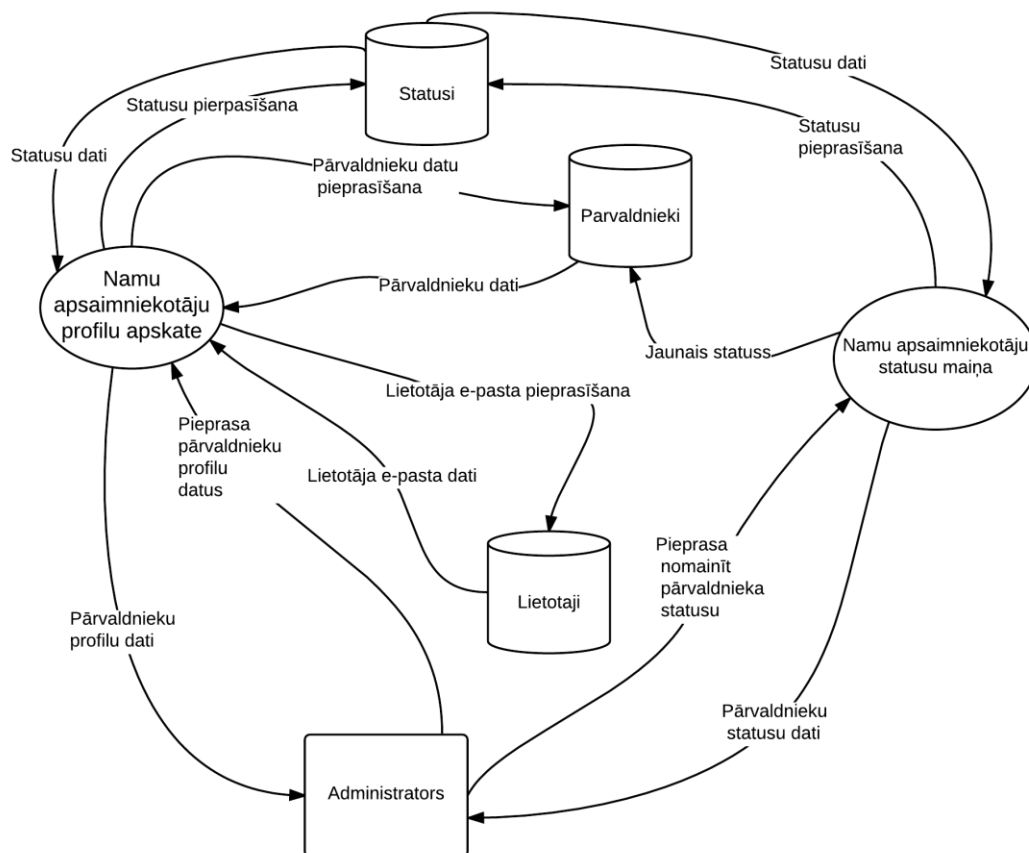 Statusi
Statusu dati
Statusu pierpasīšana
Statusu
pieprasīšana
Statusu dati
Pārvaldnieku datu
pieprasīšana
Parvaldnieki
Namu
apsaimniekotāju
profilu apskate
Pārvaldnieku dati
Jaunais statuss
Namu apsaimniekotāju
statusu maiņa
Lietotāja e-pasta pieprasīšana
Pieprasa
pārvaldnieku
profilu
datus
Lietotāja e-pasta dati
Pieprasa
nomainīt
pārvaldnieka
statusu
Lietotaji
Pārvaldnieku
profilu dati
Pārvaldnieku
statusu dati
Administrators